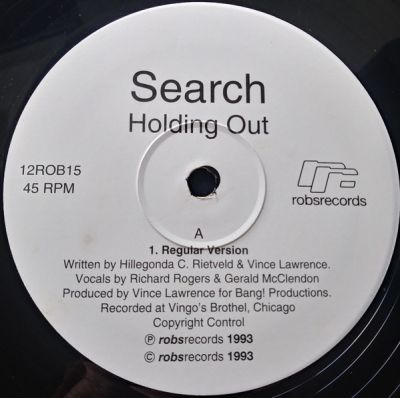 Search
Holding Out
12ROB15
45 RPM
robsrecords
A
1. Regular Version
Written by Hillegonda C. Rietveld & Vince Lawrence.
Vocals by Richard Rogers & Gerald McClendon
Produced by Vince Lawrence for Bang! Productions.
Recorded at Vingo's Brothel, Chicago
Copyright Control
℗ robsrecords 1993
© robsrecords 1993